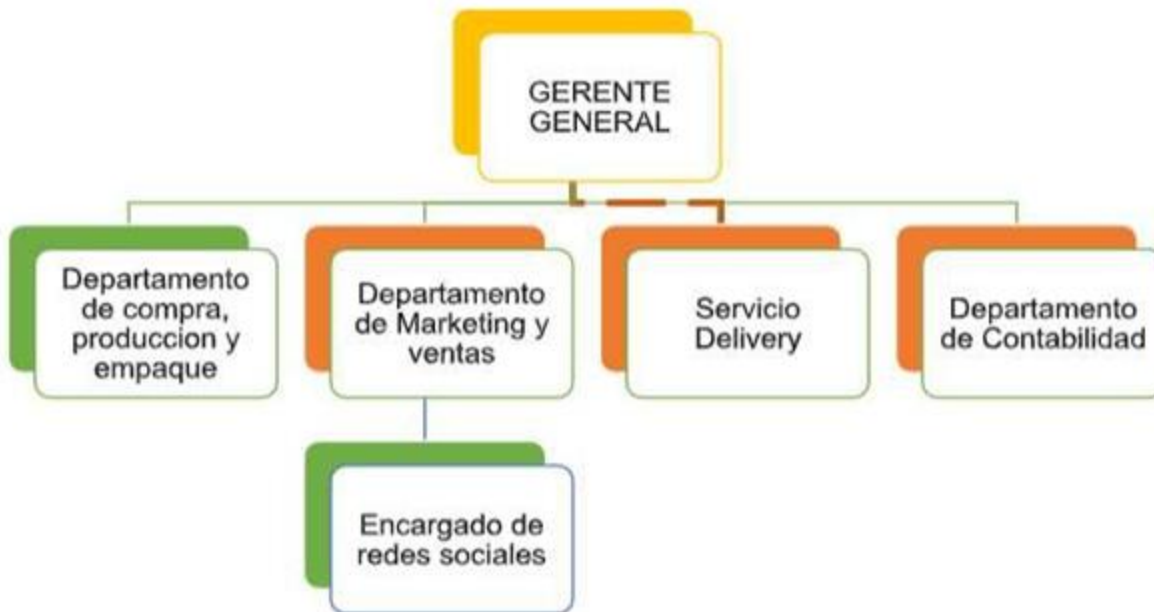 GERENTE
GENERAL
Departamento
de compra,
produccion y
empaque
Departamento
de Marketing y
ventas
Servicio
Delivery
Departamento
de Contabilidad
Encargado de
redes sociales